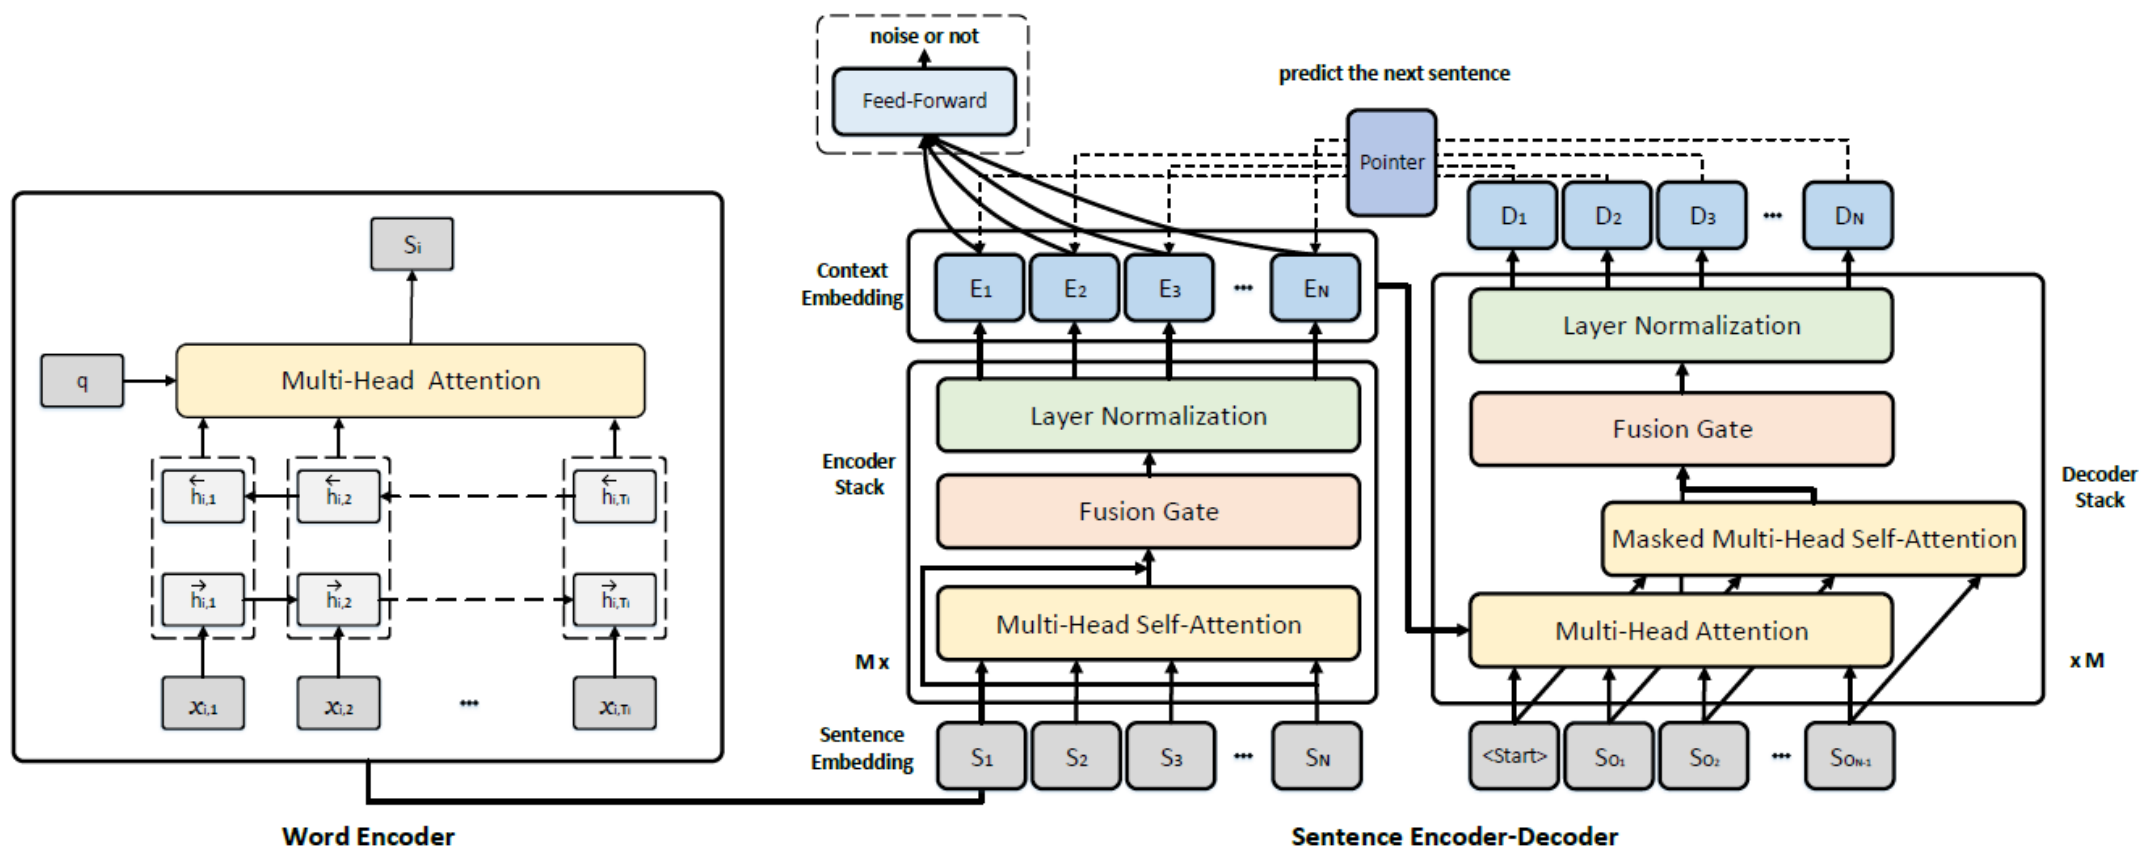 noise or not
Feed-Forward
predict the next sentence
Pointer
Si
q
Multi-Head Attention
←hi,1 ←hi,2 ←hi,Ti
→hi,1 →hi,2 →hi,Ti
xi,1 xi,2 ... xi,Ti
Word Encoder
Context
Embedding
E1 E2 E3 ... EN
Encoder
Stack
Layer Normalization
Fusion Gate
Multi-Head Self-Attention
M x
Sentence
Embedding
S1 S2 S3 ... SN
D1 D2 D3 ... DN
Layer Normalization
Fusion Gate
Decoder
Stack
Masked Multi-Head Self-Attention
Multi-Head Attention
x M
<Start> So1 So2 ... SoN-1
Sentence Encoder-Decoder